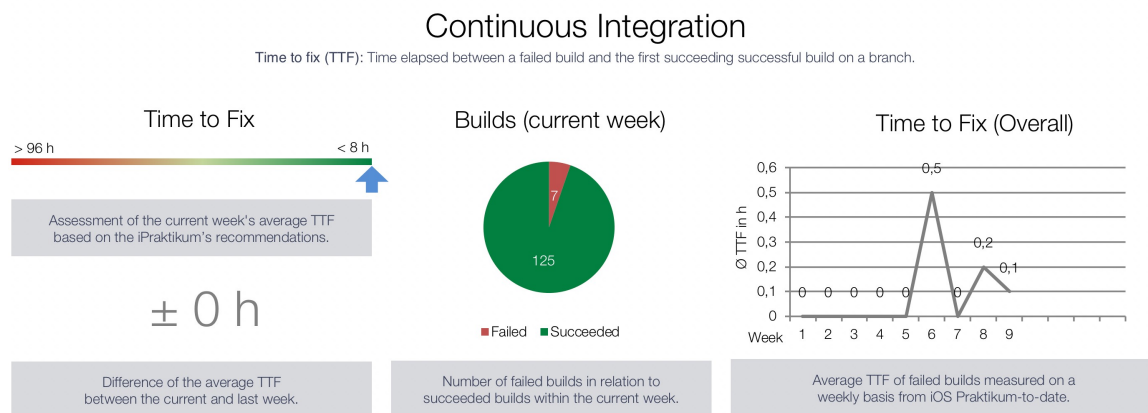 Continuous Integration
Time to fix (TTF): Time elapsed between a failed build and the first succeeding successful build on a branch.
Time to Fix
> 96 h
< 8 h
Assessment of the current week's average TTF
based on the iPraktikum's recommendations.
± 0 h
Difference of the average TTF
between the current and last week.
Builds (current week)
7
125
Failed
Succeeded
Number of failed builds in relation to
succeeded builds within the current week.
Time to Fix (Overall)
Ø TTF in h
0,6
0,5
0,4
0,3
0,2
0,1
0
0 0 0 0 0 0,5 0 0,2 0,1
Week 1 2 3 4 5 6 7 8 9
Average TTF of failed builds measured on a
weekly basis from iOS Praktikum-to-date.